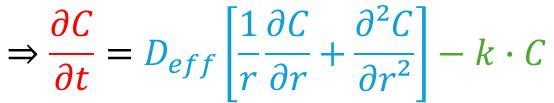 ⇒ ∂C/∂t = D_eff [1/r ∂C/∂r + ∂²C/∂r²] − k · C